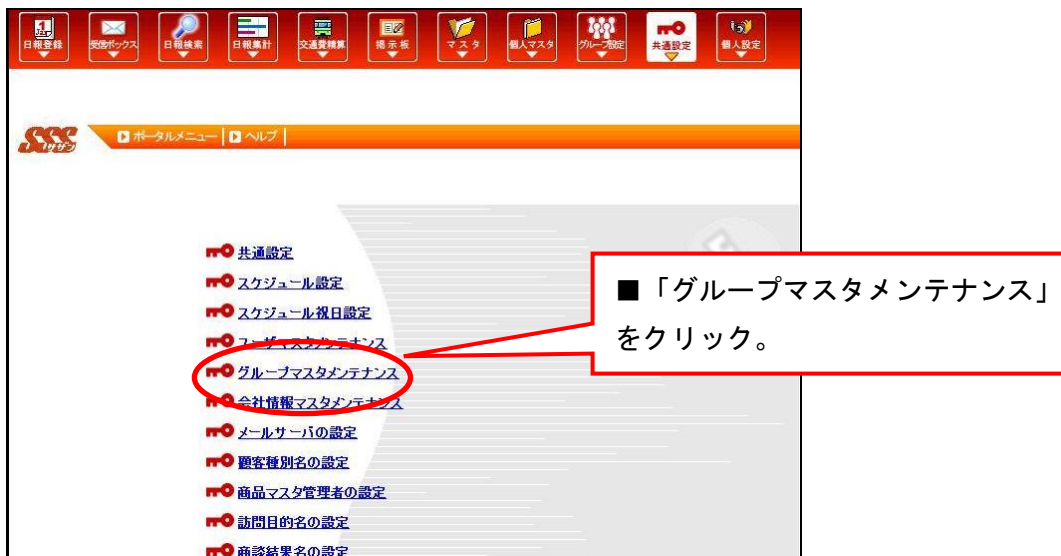 日報登録
受信ボックス
日報検索
日報集計
交通費精算
掲示板
マスタ
個人マスタ
グループ設定
共通設定
個人設定
SSS
リザン
ポータルメニュー
ヘルプ
共通設定
スケジュール設定
スケジュール祝日設定
ユーザマスタメンテナンス
グループマスタメンテナンス
会社情報マスタメンテナンス
メールサーバの設定
顧客種別名の設定
商品マスタ管理者の設定
訪問目的名の設定
商談結果名の設定
■「グループマスタメンテナンス」
をクリック。